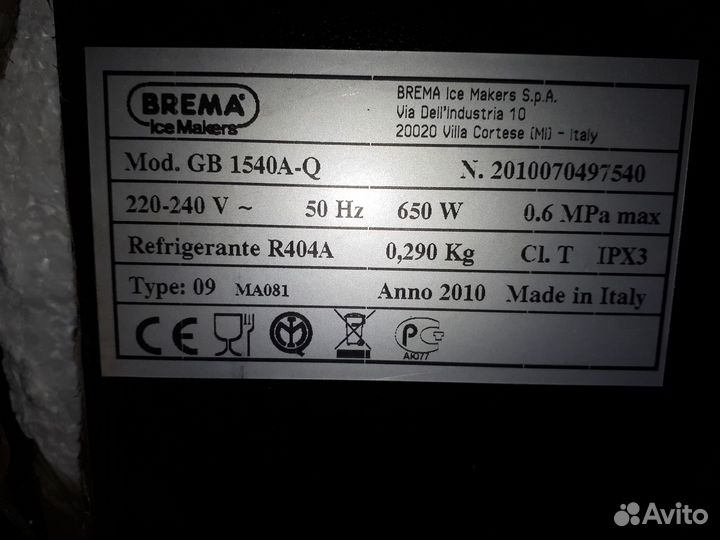 BREMA
Ice Makers
BREMA Ice Makers S.p.A.
Via Dell'Industria 10
20020 Villa Cortese (MI) - Italy
Mod. GB 1540A-Q N. 2010070497540
220-240 V ~ 50 Hz 650 W 0.6 MPa max
Refrigerante R404A 0,290 Kg Cl. T IPX3
Type: 09 MA081 Anno 2010 Made in Italy
CE
АЮ77
Avito